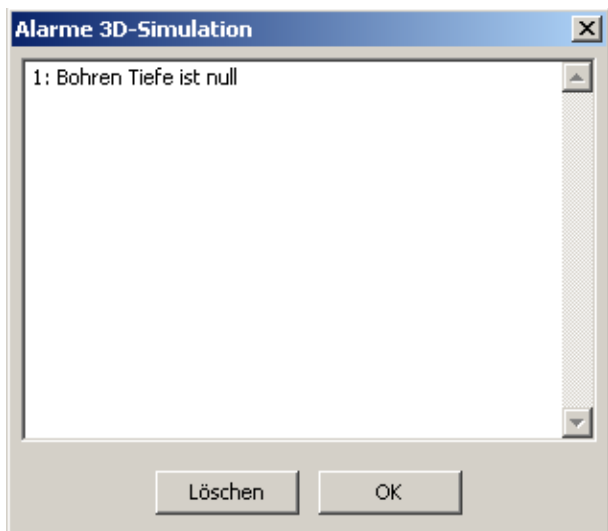 Alarme 3D-Simulation
1: Bohren Tiefe ist null
Löschen
OK